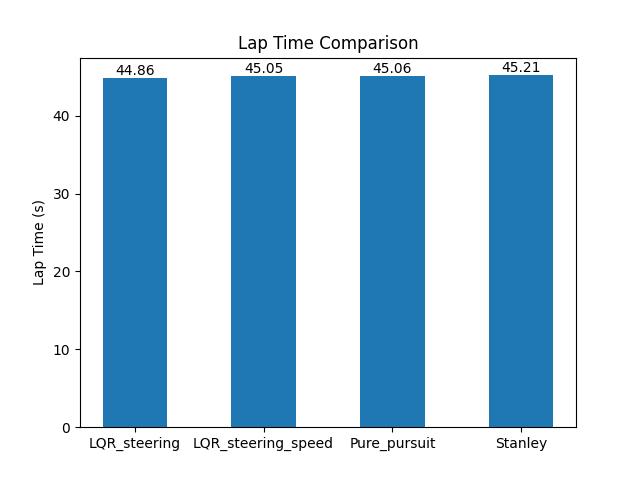 Lap Time Comparison
44.86 45.05 45.06 45.21
40
30
20
10
0
Lap Time (s)
LQR_steering LQR_steering_speed Pure_pursuit Stanley